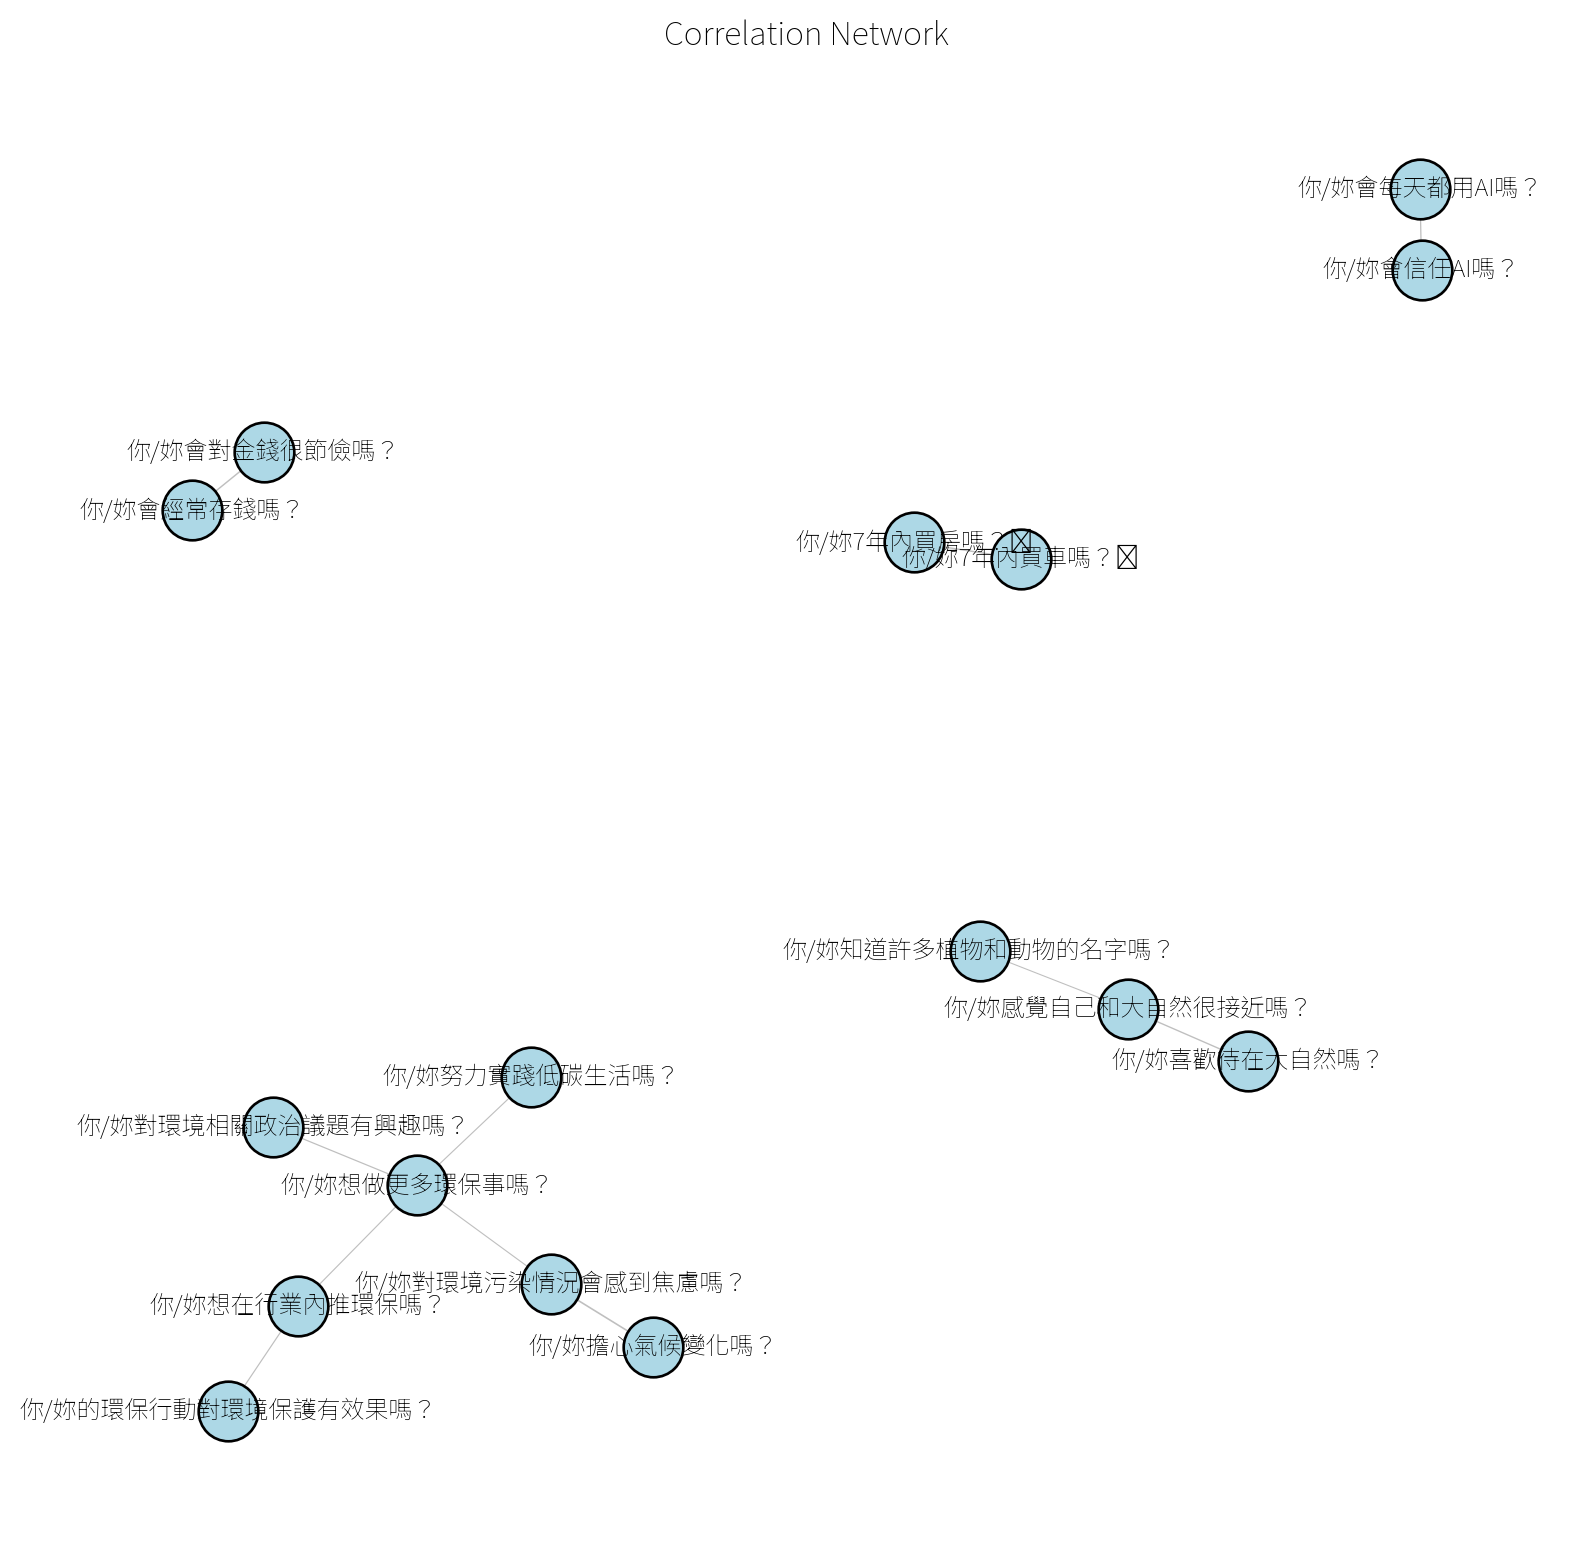 Correlation Network
你/妳會每天都用AI嗎？
你/妳會信任AI嗎？
你/妳會對金錢很節儉嗎？
你/妳會經常存錢嗎？
你/妳7年內買房嗎？
你/妳7年內買車嗎？
你/妳知道許多植物和動物的名字嗎？
你/妳感覺自己和大自然很接近嗎？
你/妳喜歡待在大自然嗎？
你/妳努力實踐低碳生活嗎？
你/妳對環境相關政治議題有興趣嗎？
你/妳想做更多環保事嗎？
你/妳對環境污染情況會感到焦慮嗎？
你/妳想在行業內推環保嗎？
你/妳擔心氣候變化嗎？
你/妳的環保行動對環境保護有效果嗎？